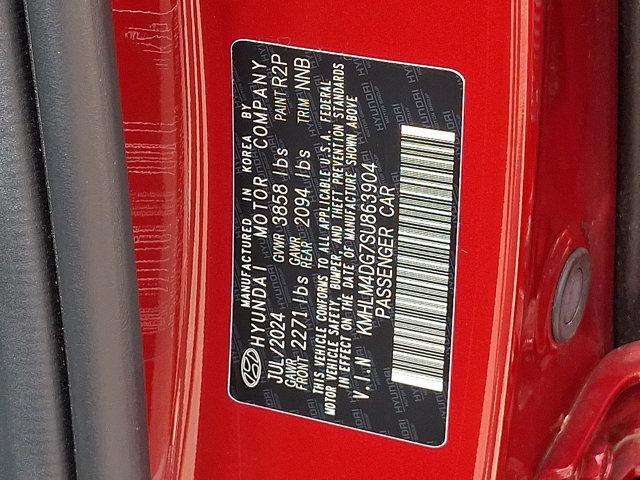 MANUFACTURED IN KOREA BY
HYUNDAI MOTOR COMPANY
JUL/2024 GVWR 3858 lbs PAINT R2P
GAWR FRONT 2271 lbs GAWR REAR 2094 lbs TRIM NNB
THIS VEHICLE CONFORMS TO ALL APPLICABLE U.S.A. FEDERAL
MOTOR VEHICLE SAFETY, BUMPER, AND THEFT PREVENTION STANDARDS
IN EFFECT ON THE DATE OF MANUFACTURE SHOWN ABOVE
V.I.N KMHLM4DG7SU863904
PASSENGER CAR